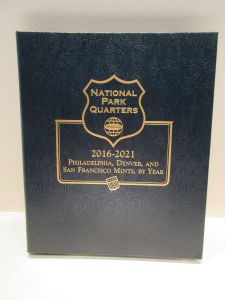 NATIONAL
PARK
QUARTERS
2016-2021
PHILADELPHIA, DENVER, AND
SAN FRANCISCO MINTS, BY YEAR